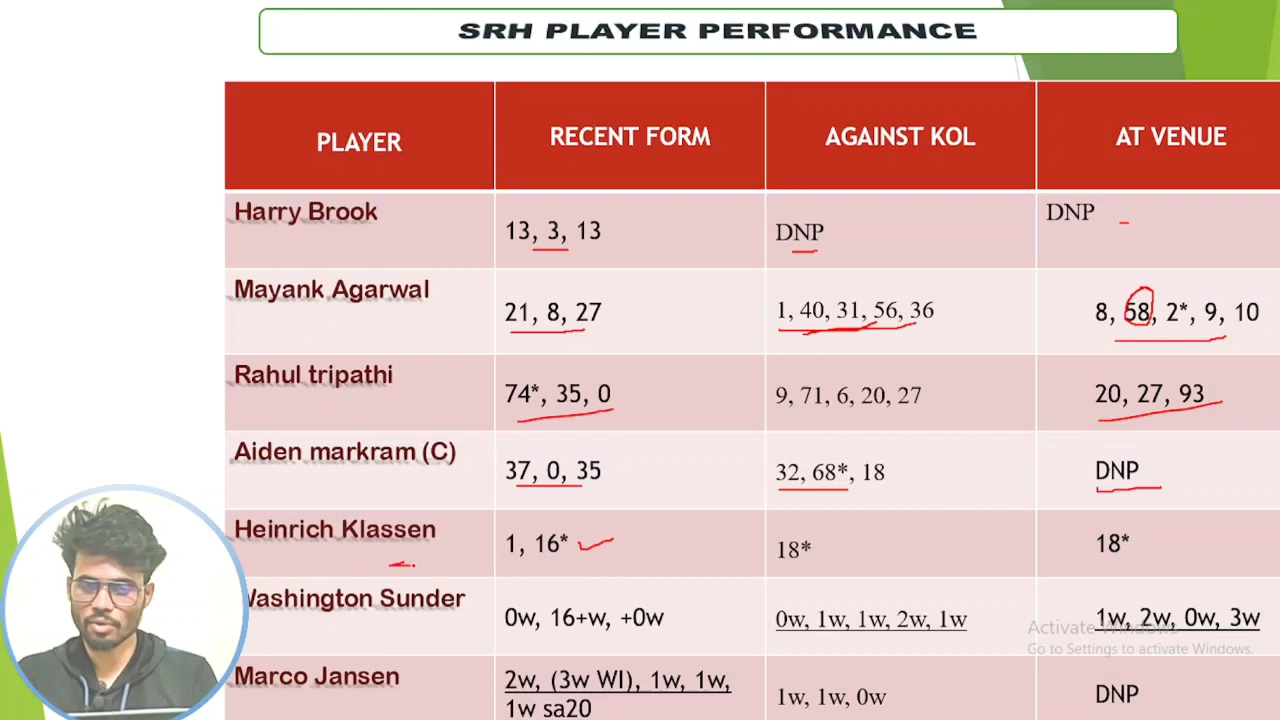 SRH PLAYER PERFORMANCE
PLAYER RECENT FORM AGAINST KOL AT VENUE
Harry Brook 13, 3, 13 DNP DNP
Mayank Agarwal 21, 8, 27 1, 40, 31, 56, 36 8, 58, 2*, 9, 10
Rahul tripathi 74*, 35, 0 9, 71, 6, 20, 27 20, 27, 93
Aiden markram (C) 37, 0, 35 32, 68*, 18 DNP
Heinrich Klassen 1, 16* 18* 18*
Washington Sunder 0w, 16+w, +0w 0w, 1w, 1w, 2w, 1w 1w, 2w, 0w, 3w
Activate Windows
Go to Settings to activate Windows.
Marco Jansen 2w, (3w WI), 1w, 1w, 1w, 1w, 0w DNP
1w sa20